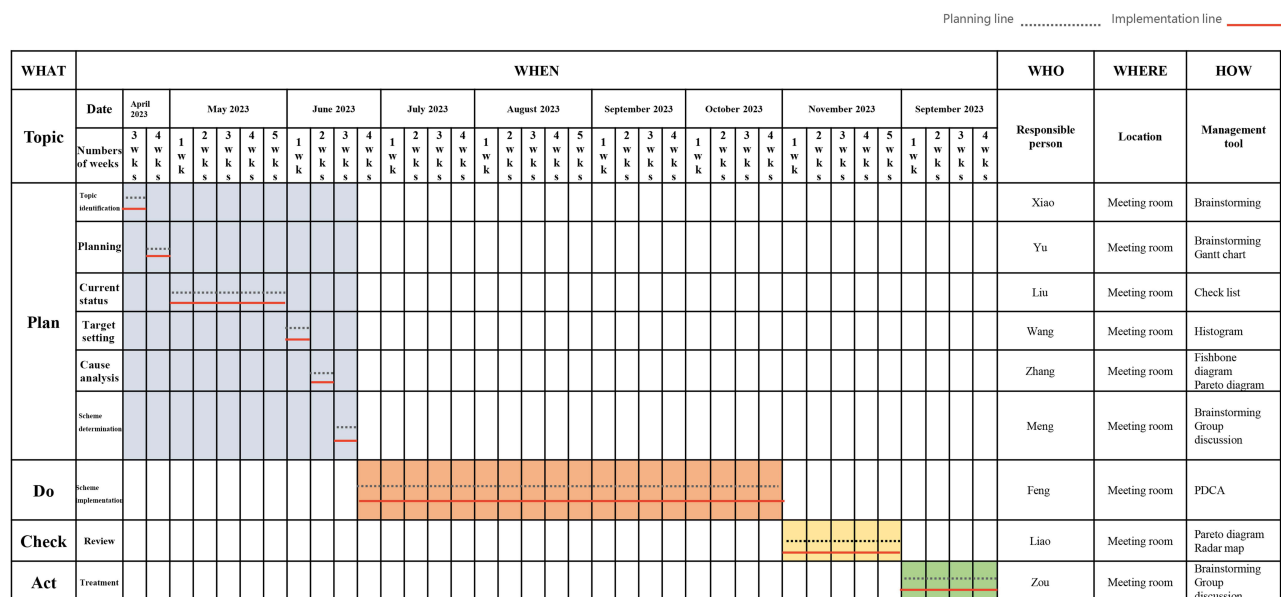 Planning line Implementation line
WHAT WHEN WHO WHERE HOW
Topic
Date April 2023 May 2023 June 2023 July 2023 August 2023 September 2023 October 2023 November 2023 September 2023
Responsible person Location Management tool
Numbers of weeks 3 wks 4 wks 1 wk 2 wks 3 wks 4 wks 5 wks 1 wk 2 wks 3 wks 4 wks 1 wk 2 wks 3 wks 4 wks 1 wk 2 wks 3 wks 4 wks 5 wks 1 wk 2 wks 3 wks 4 wks 1 wk 2 wks 3 wks 4 wks 1 wk 2 wks 3 wks 4 wks 5 wks 1 wk 2 wks 3 wks 4 wks
Plan
Topic identification Xiao Meeting room Brainstorming
Planning Yu Meeting room Brainstorming
Gantt chart
Current status Liu Meeting room Check list
Target setting Wang Meeting room Histogram
Cause analysis Zhang Meeting room Fishbone diagram
Pareto diagram
Scheme determination Meng Meeting room Brainstorming
Group discussion
Do Scheme implementation Feng Meeting room PDCA
Check Review Liao Meeting room Pareto diagram
Radar map
Act Treatment Zou Meeting room Brainstorming
Group discussion